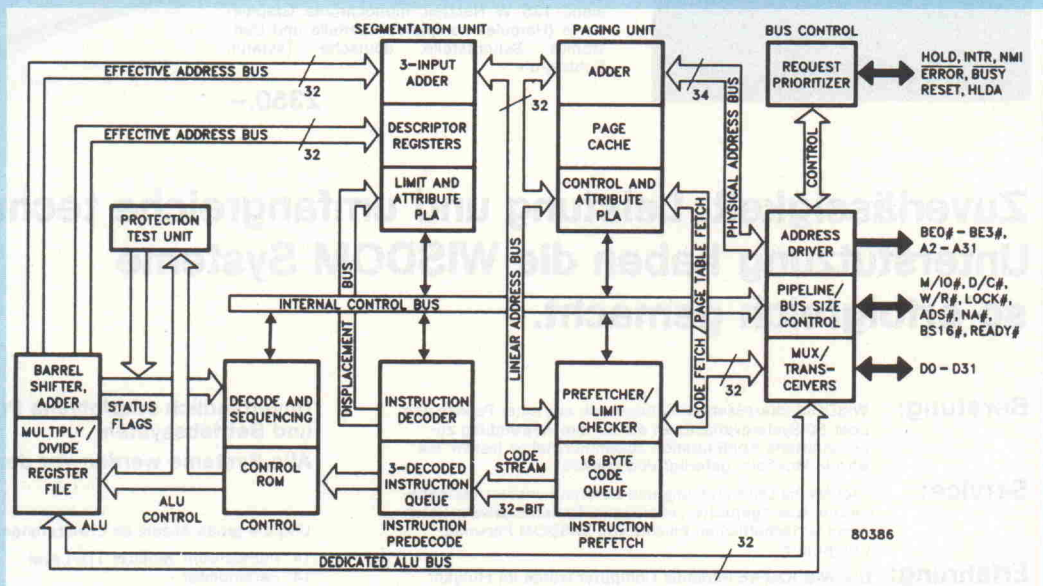 SEGMENTATION UNIT
PAGING UNIT
BUS CONTROL
EFFECTIVE ADDRESS BUS
32
3-INPUT
ADDER
32
ADDER
34
REQUEST
PRIORITIZER
HOLD, INTR, NMI
ERROR, BUSY
RESET, HLDA
EFFECTIVE ADDRESS BUS
32
DESCRIPTOR
REGISTERS
PAGE
CACHE
PHYSICAL ADDRESS BUS
CONTROL
PROTECTION
TEST UNIT
LIMIT AND
ATTRIBUTE
PLA
CONTROL AND
ATTRIBUTE
PLA
ADDRESS
DRIVER
BE0# – BE3#,
A2 – A31
INTERNAL CONTROL BUS
PIPELINE/
BUS SIZE
CONTROL
M/IO#, D/C#,
W/R#, LOCK#,
ADS#, NA#,
BS16#, READY#
DISPLACEMENT BUS
LINEAR ADDRESS BUS
CODE FETCH/PAGE TABLE FETCH
32
MUX/
TRANS-
CEIVERS
D0 – D31
BARREL
SHIFTER,
ADDER
MULTIPLY/
DIVIDE
REGISTER
FILE
STATUS
FLAGS
DECODE AND
SEQUENCING
INSTRUCTION
DECODER
PREFETCHER/
LIMIT
CHECKER
CONTROL
ROM
3-DECODED
INSTRUCTION
QUEUE
CODE
STREAM
32-BIT
16 BYTE
CODE
QUEUE
ALU
ALU
CONTROL
CONTROL
INSTRUCTION
PREDECODE
INSTRUCTION
PREFETCH
80386
DEDICATED ALU BUS
32
2350.–
Zuverlässigkeit, Leistung und umfangreiche tech
Unterstützung haben die WISDOM Systeme
so erfolgreich gemacht.
Beratung:
Service:
Erfahrung: